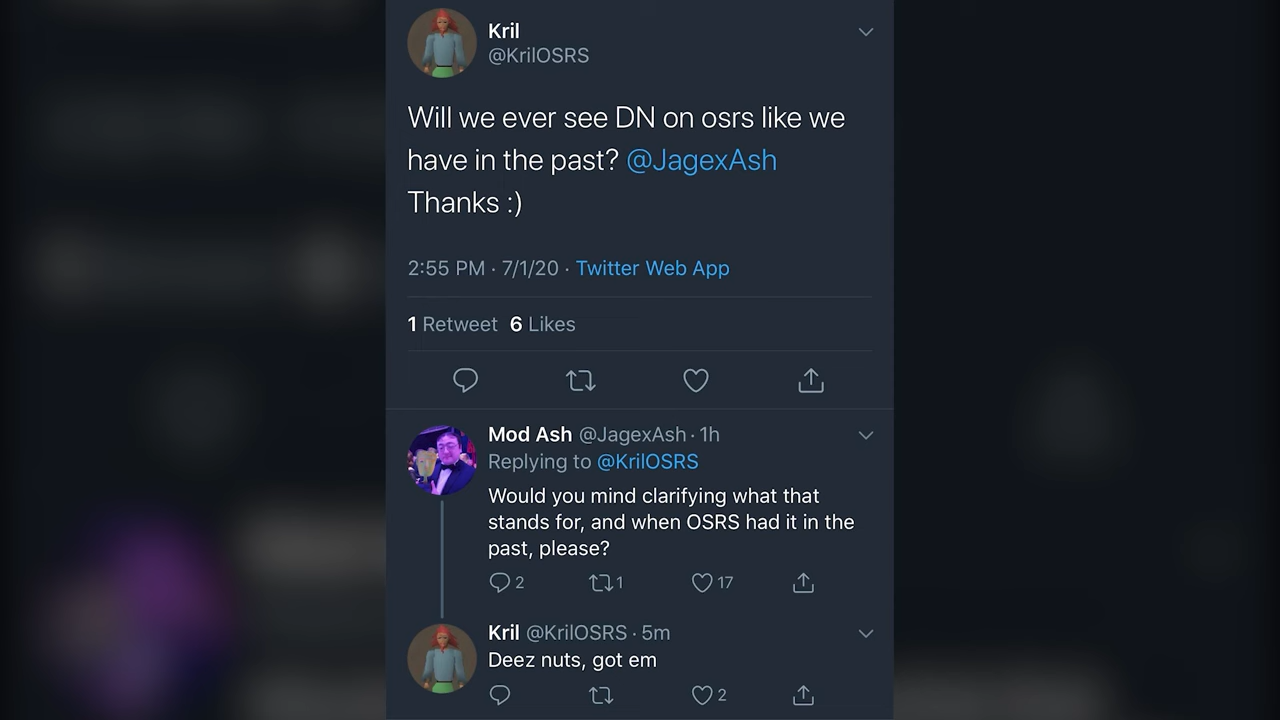 Kril
@KrilOSRS
Will we ever see DN on osrs like we
have in the past? @JagexAsh
Thanks :)
2:55 PM · 7/1/20 · Twitter Web App
1 Retweet 6 Likes
Mod Ash @JagexAsh · 1h
Replying to @KrilOSRS
Would you mind clarifying what that
stands for, and when OSRS had it in the
past, please?
2 1 17
Kril @KrilOSRS · 5m
Deez nuts, got em
2